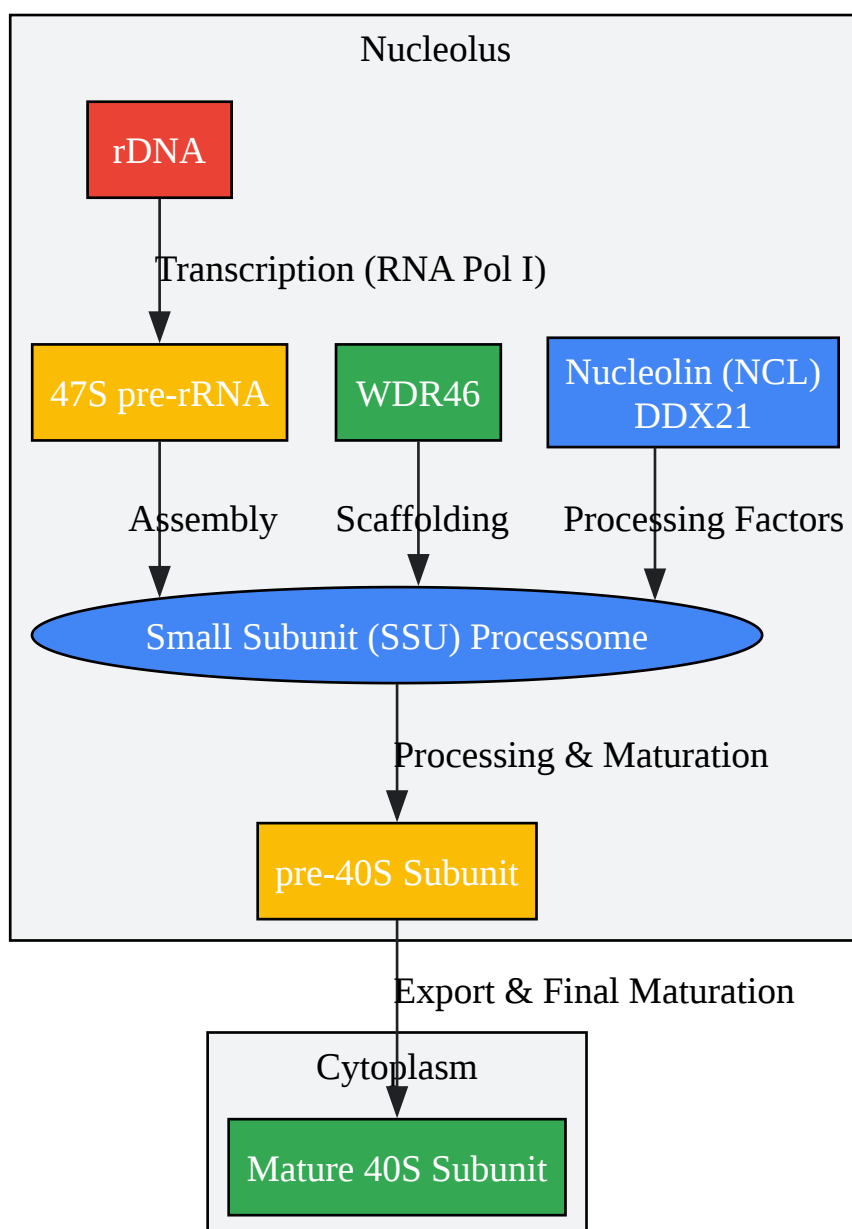 Nucleolus
rDNA
Transcription (RNA Pol I)
47S pre-rRNA
WDR46
Nucleolin (NCL)
DDX21
Assembly
Scaffolding
Processing Factors
Small Subunit (SSU) Processome
Processing & Maturation
pre-40S Subunit
Export & Final Maturation
Cytoplasm
Mature 40S Subunit